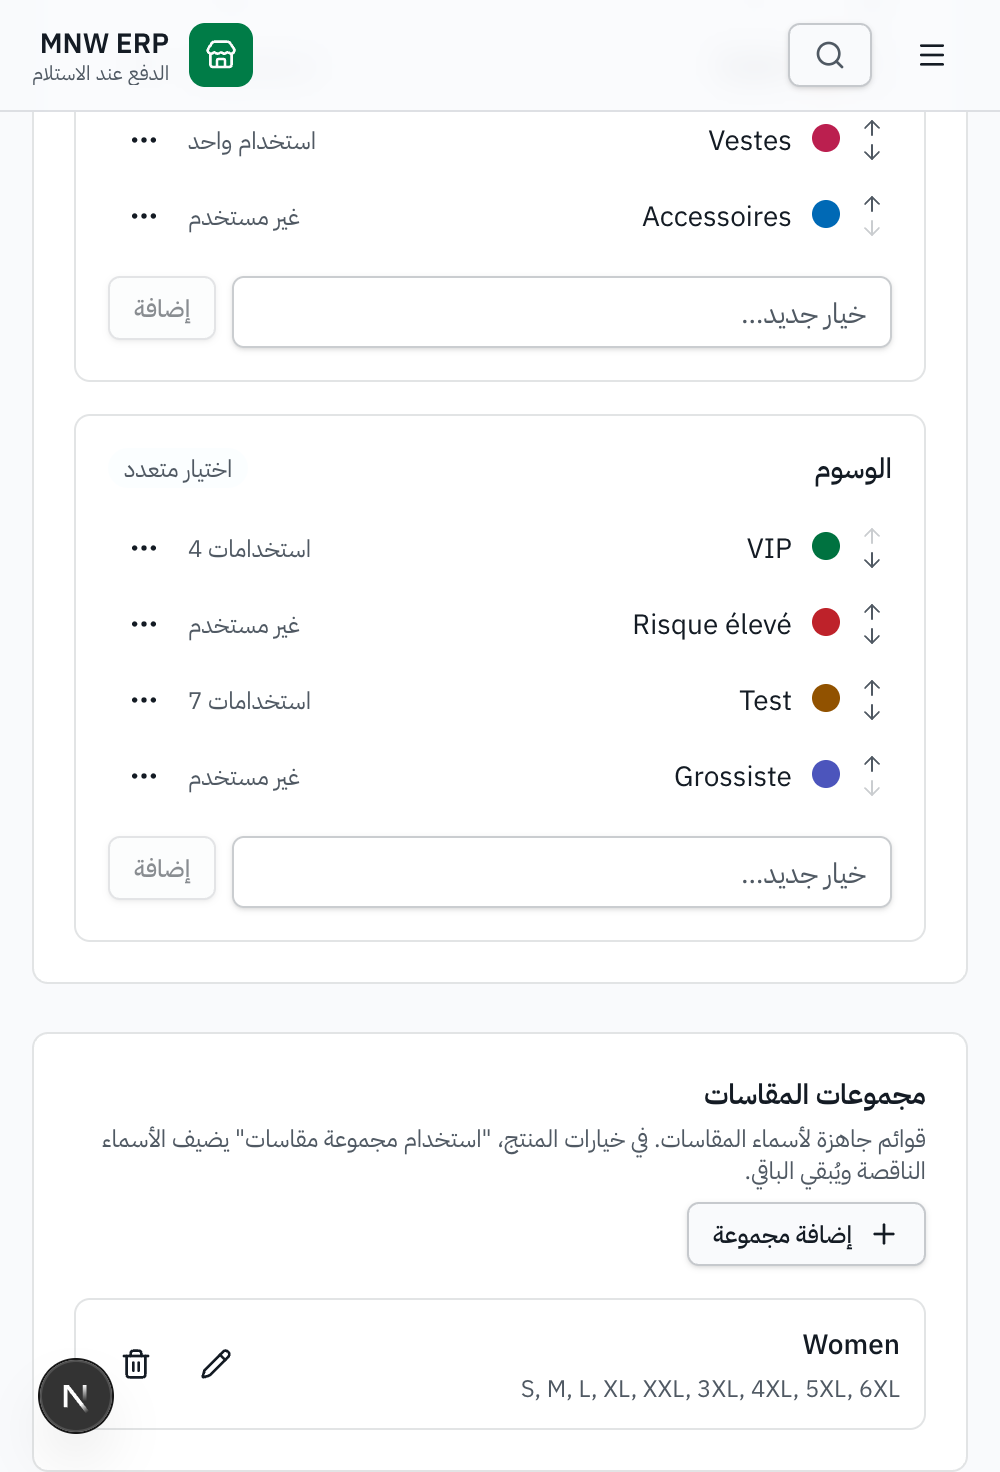 MNW ERP
الدفع عند الاستلام
Vestes
استخدام واحد
Accessoires
غير مستخدم
خيار جديد...
إضافة
الوسوم
اختيار متعدد
VIP
4 استخدامات
Risque élevé
غير مستخدم
Test
7 استخدامات
Grossiste
غير مستخدم
خيار جديد...
إضافة
مجموعات المقاسات
قوائم جاهزة لأسماء المقاسات. في خيارات المنتج، "استخدام مجموعة مقاسات" يضيف الأسماء
الناقصة ويُبقي الباقي.
إضافة مجموعة
Women
S, M, L, XL, XXL, 3XL, 4XL, 5XL, 6XL
N